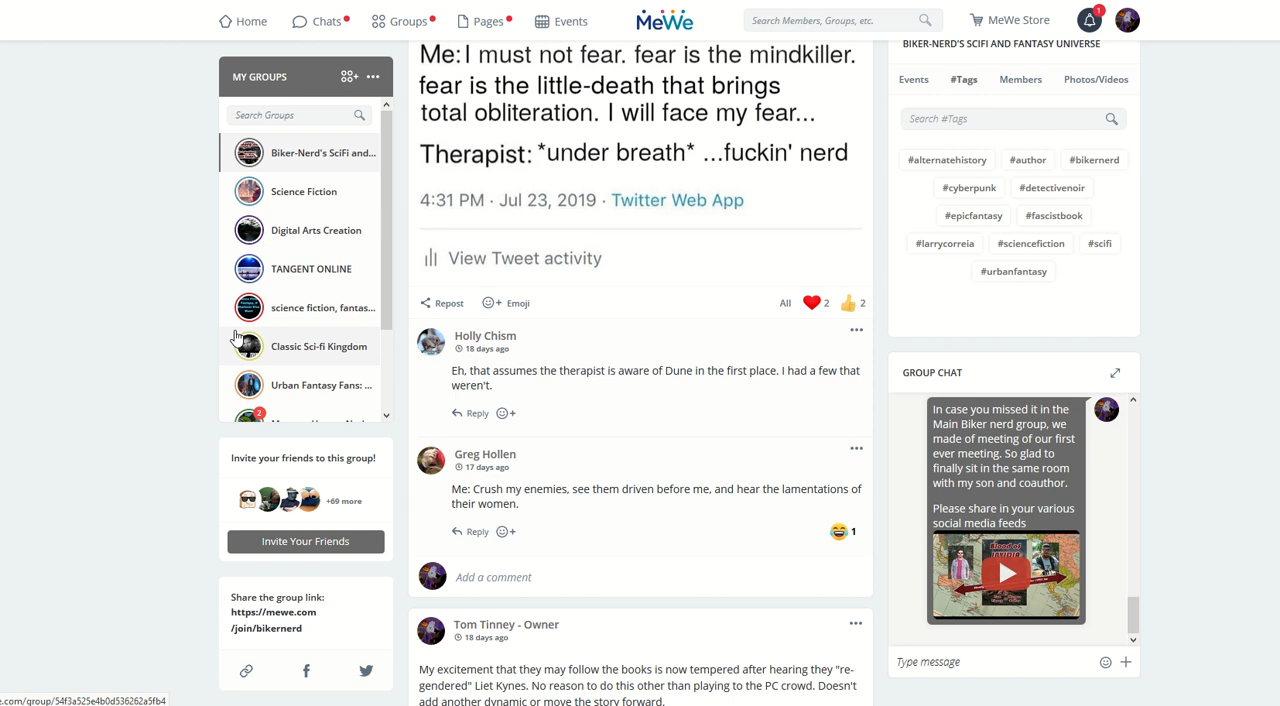 Home
Chats
Groups
Pages
Events
MeWe
Search Members, Groups, etc.
MeWe Store
1
MY GROUPS
Search Groups
Biker-Nerd's SciFi and...
Science Fiction
Digital Arts Creation
TANGENT ONLINE
science fiction, fantas...
Classic Sci-fi Kingdom
Urban Fantasy Fans: ...
2
Invite your friends to this group!
+69 more
Invite Your Friends
Share the group link:
https://mewe.com
/join/bikernerd
e.com/group/54f3a525e4b0d536262a5fb4
Me: I must not fear. fear is the mindkiller.
fear is the little-death that brings
total obliteration. I will face my fear...
Therapist: *under breath* ...fuckin' nerd
4:31 PM · Jul 23, 2019 · Twitter Web App
View Tweet activity
Repost
Emoji
All
2
2
Holly Chism
18 days ago
Eh, that assumes the therapist is aware of Dune in the first place. I had a few that
weren't.
Reply
Greg Hollen
17 days ago
Me: Crush my enemies, see them driven before me, and hear the lamentations of
their women.
Reply
1
Add a comment
Tom Tinney - Owner
18 days ago
My excitement that they may follow the books is now tempered after hearing they "re-
gendered" Liet Kynes. No reason to do this other than playing to the PC crowd. Doesn't
add another dynamic or move the story forward.
BIKER-NERD'S SCIFI AND FANTASY UNIVERSE
Events
#Tags
Members
Photos/Videos
Search #Tags
#alternatehistory
#author
#bikernerd
#cyberpunk
#detectivenoir
#epicfantasy
#fascistbook
#larrycorreia
#sciencefiction
#scifi
#urbanfantasy
GROUP CHAT
In case you missed it in the
Main Biker nerd group, we
made of meeting of our first
ever meeting. So glad to
finally sit in the same room
with my son and coauthor.
Please share in your various
social media feeds
Blood of
Type message